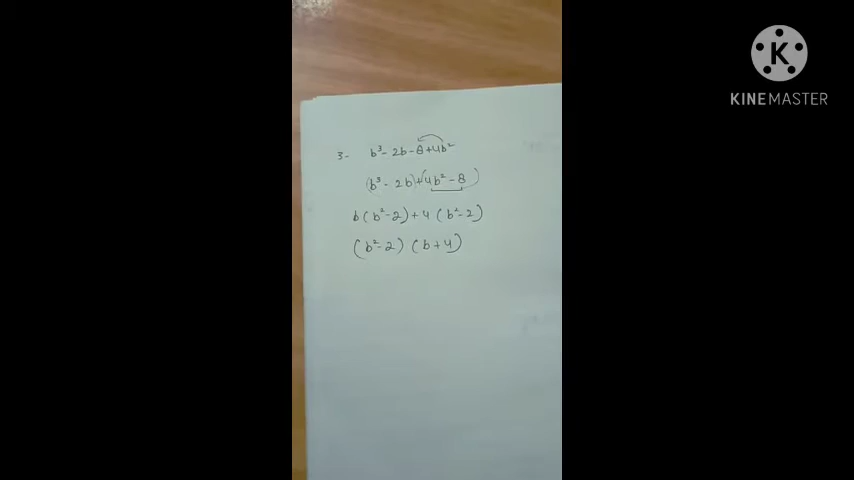 K
KINEMASTER
3- b³ - 2b - 8 + 4b²
(b³ - 2b) + (4b² - 8)
b(b² - 2) + 4(b² - 2)
(b² - 2) (b + 4)